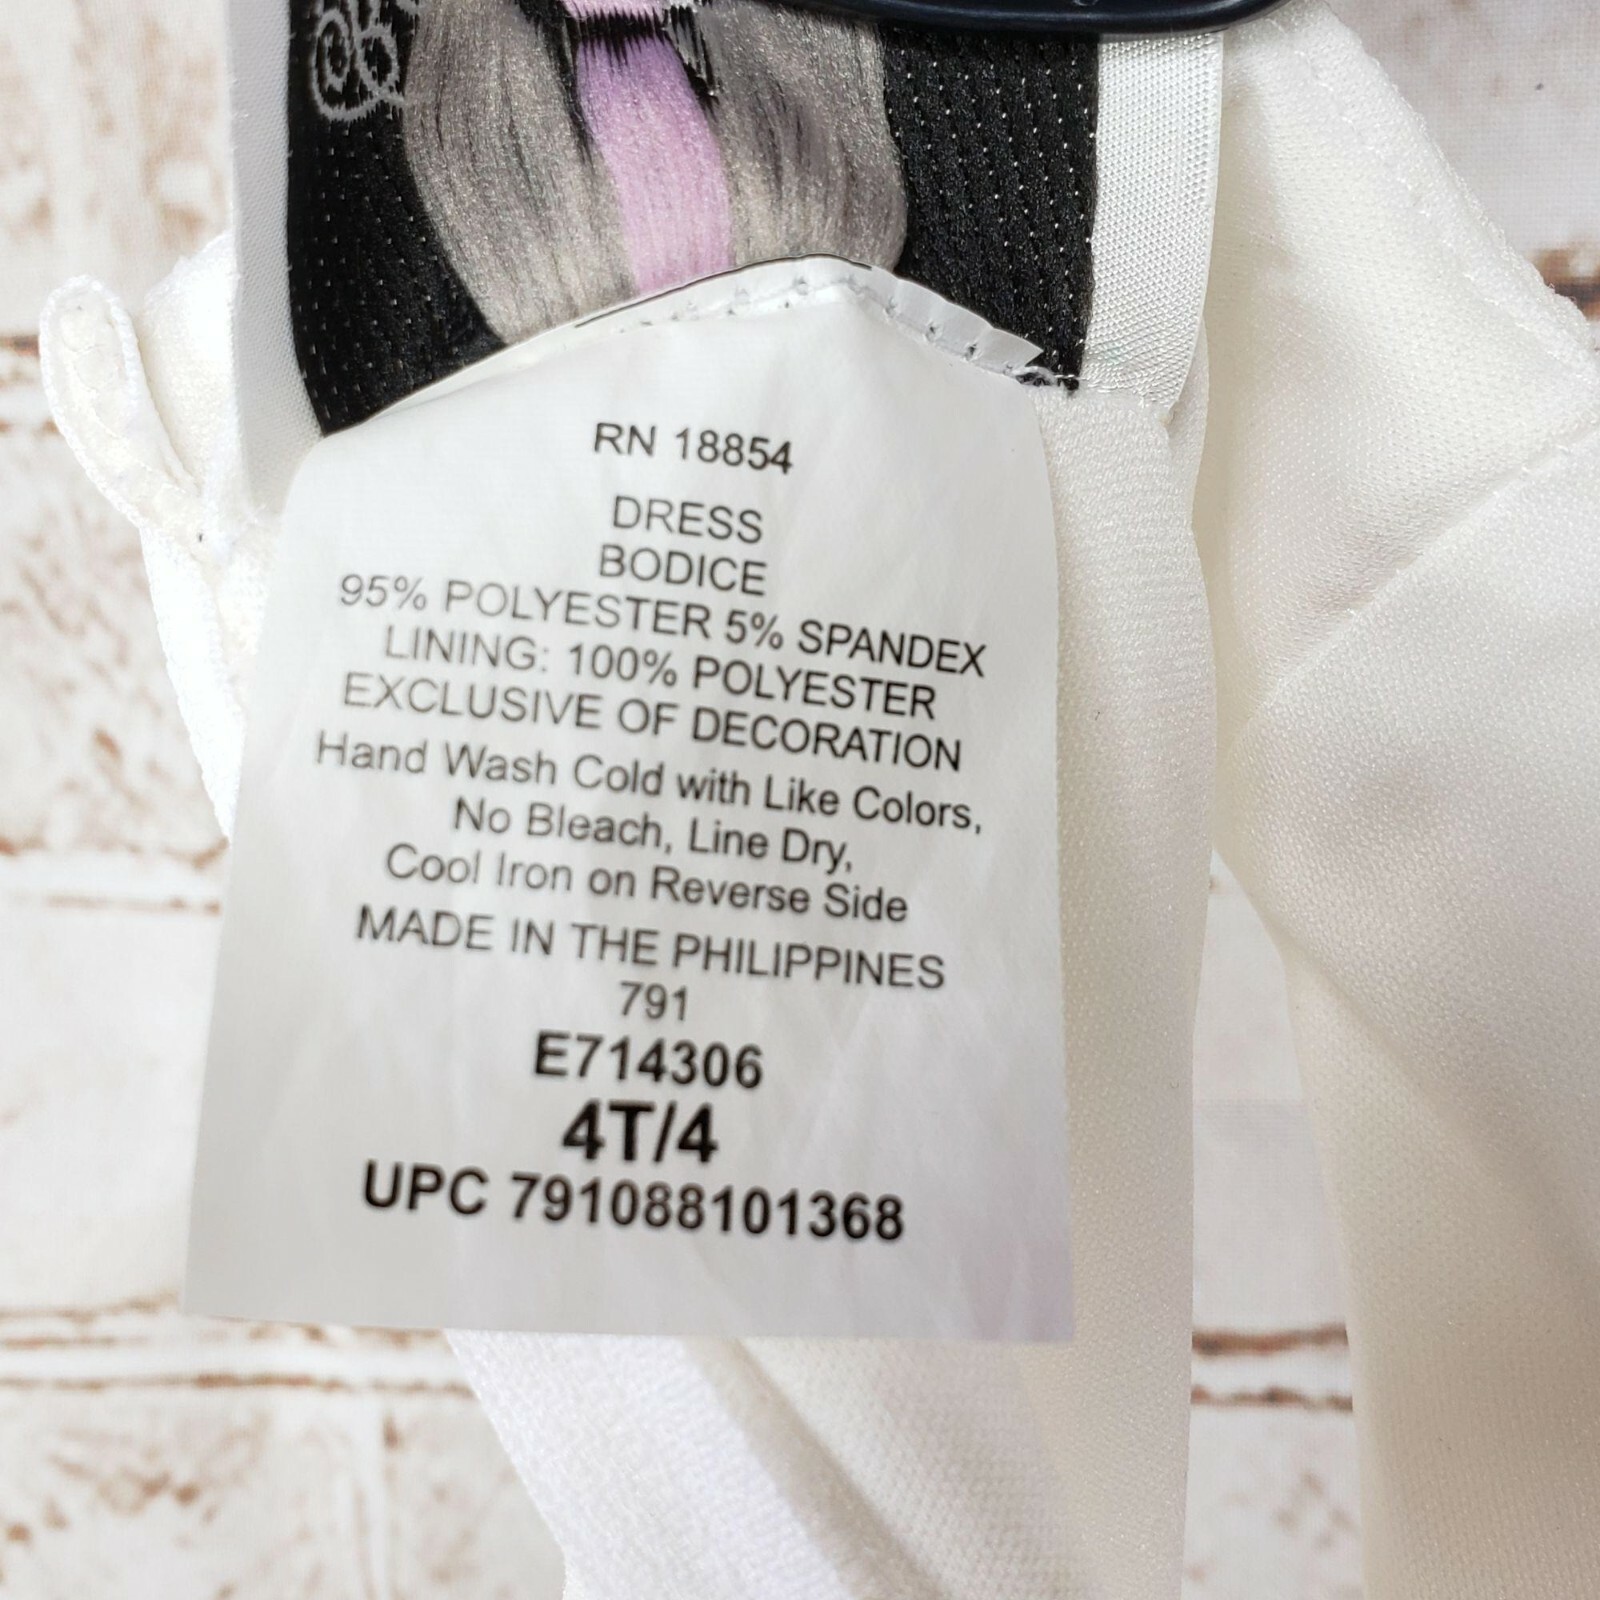 RN 18854
DRESS
BODICE
95% POLYESTER 5% SPANDEX
LINING: 100% POLYESTER
EXCLUSIVE OF DECORATION
Hand Wash Cold with Like Colors,
No Bleach, Line Dry,
Cool Iron on Reverse Side
MADE IN THE PHILIPPINES
791
E714306
4T/4
UPC 791088101368